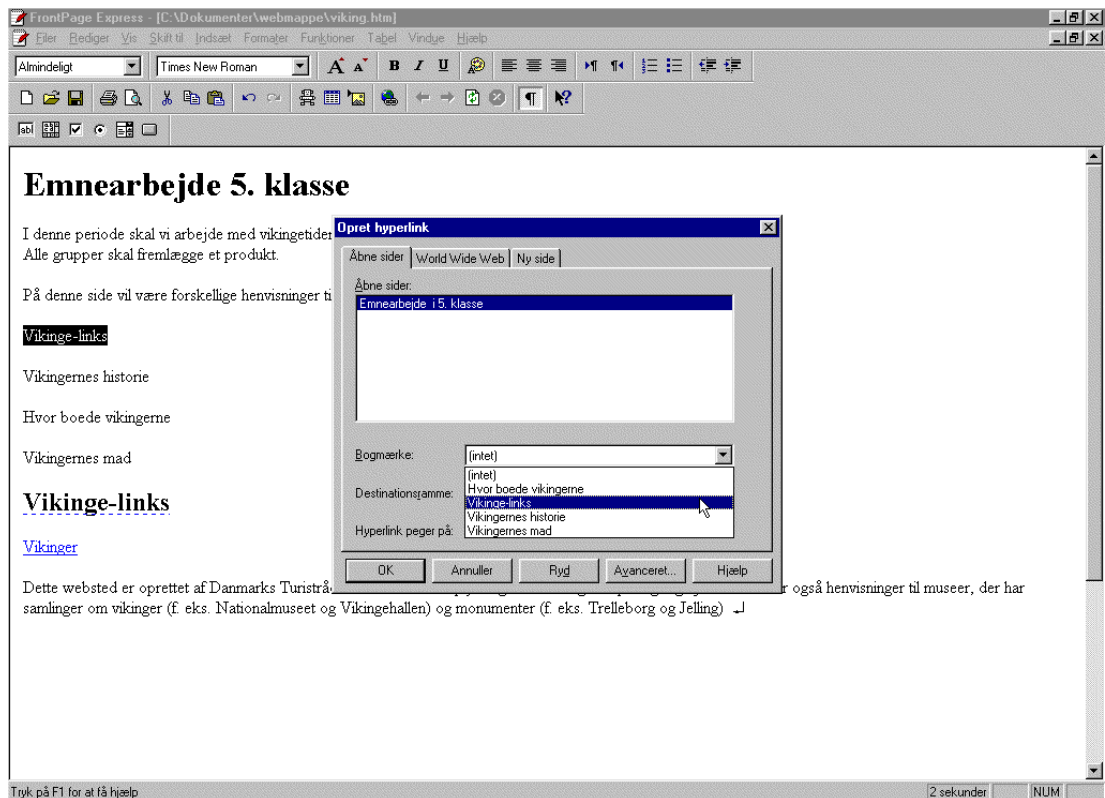 FrontPage Express - [C:\Dokumenter\webmappe\viking.htm]
Filer Rediger Vis Skift til Indsæt Formater Funktioner Tabel Vindue Hjælp
Almindeligt Times New Roman
Emnearbejde 5. klasse
I denne periode skal vi arbejde med vikingetiden
Alle grupper skal fremlægge et produkt.
På denne side vil være forskellige henvisninger ti
Vikinge-links
Vikingernes historie
Hvor boede vikingerne
Vikingernes mad
Vikinge-links
Vikinger
Dette websted er oprettet af Danmarks Turistrå
r også henvisninger til museer, der har
samlinger om vikinger (f. eks. Nationalmuseet og Vikingehallen) og monumenter (f. eks. Trelleborg og Jelling)
Opret hyperlink
Åbne sider World Wide Web Ny side
Åbne sider:
Emnearbejde i 5. klasse
Bogmærke: (intet)
(intet)
Hvor boede vikingerne
Destinationsramme: Vikinge-links
Vikingernes historie
Hyperlink peger på: Vikingernes mad
OK Annuller Ryd Avanceret... Hjælp
Tryk på F1 for at få hjælp 2 sekunder NUM